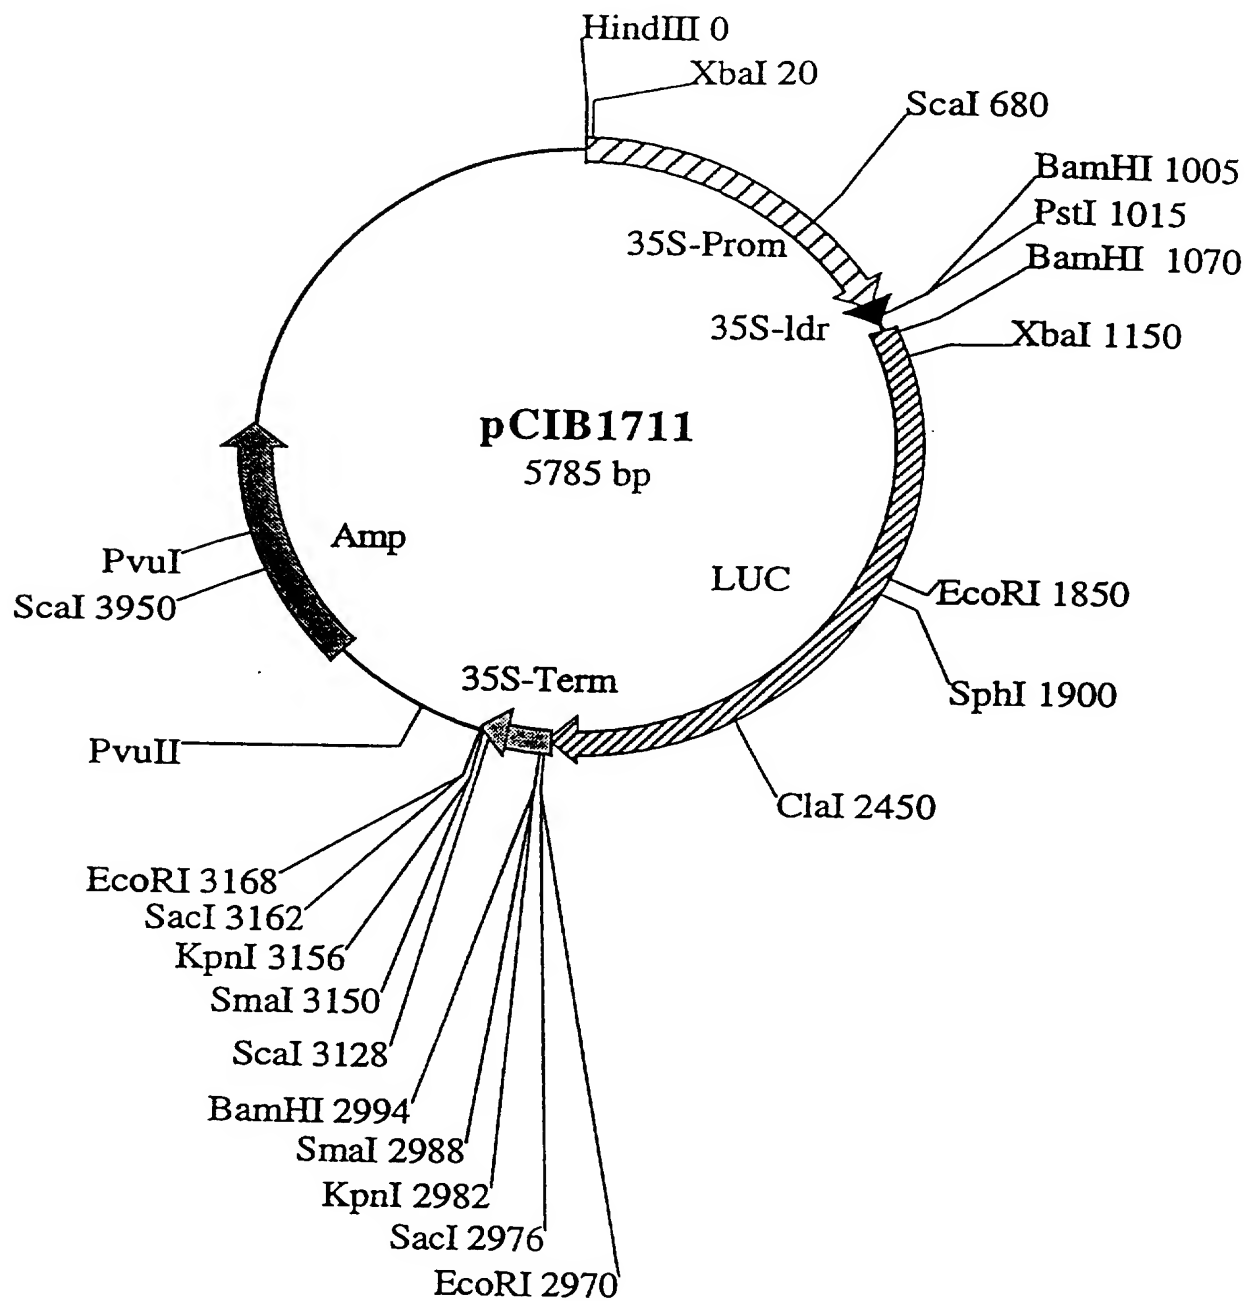 HindIII 0
XbaI 20
ScaI 680
BamHI 1005
PstI 1015
35S-Prom
BamHI 1070
35S-ldr
XbaI 1150
pCIB1711
5785 bp
Amp
PvuI
LUC
ScaI 3950
EcoRI 1850
35S-Term
SphI 1900
PvuII
ClaI 2450
EcoRI 3168
SacI 3162
KpnI 3156
SmaI 3150
ScaI 3128
BamHI 2994
SmaI 2988
KpnI 2982
SacI 2976
EcoRI 2970